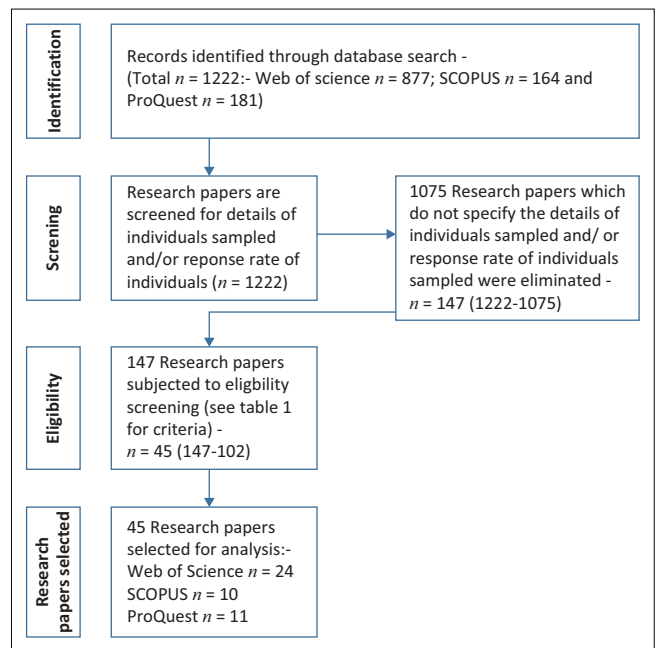 Identification
Records identified through database search -
(Total n = 1222:- Web of science n = 877; SCOPUS n = 164 and
ProQuest n = 181)
Screening
Research papers are
screened for details of
individuals sampled
and/or reponse rate of
individuals (n = 1222)
1075 Research papers which
do not specify the details of
individuals sampled and/ or
response rate of individuals
sampled were eliminated -
n = 147 (1222-1075)
Eligibility
147 Research papers
subjected to eligbility
screening (see table 1
for criteria) -
n = 45 (147-102)
Research
papers selected
45 Research papers
selected for analysis:-
Web of Science n = 24
SCOPUS n = 10
ProQuest n = 11